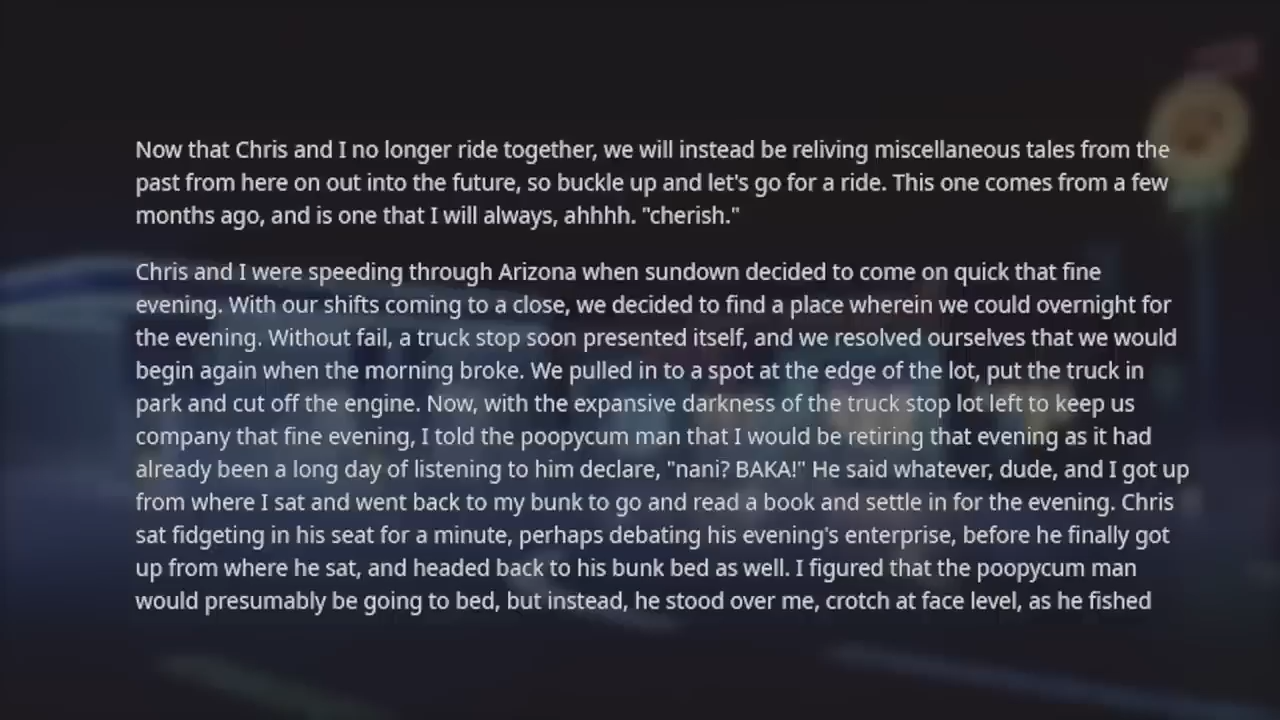 Now that Chris and I no longer ride together, we will instead be reliving miscellaneous tales from the
past from here on out into the future, so buckle up and let's go for a ride. This one comes from a few
months ago, and is one that I will always, ahhhh. "cherish."
Chris and I were speeding through Arizona when sundown decided to come on quick that fine
evening. With our shifts coming to a close, we decided to find a place wherein we could overnight for
the evening. Without fail, a truck stop soon presented itself, and we resolved ourselves that we would
begin again when the morning broke. We pulled in to a spot at the edge of the lot, put the truck in
park and cut off the engine. Now, with the expansive darkness of the truck stop lot left to keep us
company that fine evening, I told the poopycum man that I would be retiring that evening as it had
already been a long day of listening to him declare, "nani? BAKA!" He said whatever, dude, and I got up
from where I sat and went back to my bunk to go and read a book and settle in for the evening. Chris
sat fidgeting in his seat for a minute, perhaps debating his evening's enterprise, before he finally got
up from where he sat, and headed back to his bunk bed as well. I figured that the poopycum man
would presumably be going to bed, but instead, he stood over me, crotch at face level, as he fished